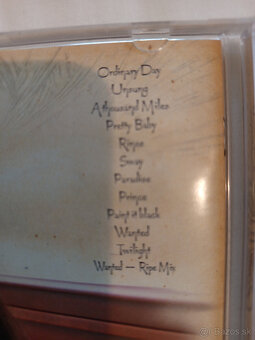 Ordinary Day
Unsung
A thousand Miles
Pretty Baby
Rinse
Sway
Paradise
Prince
Paint it black
Wanted
Twilight
Wanted — Ripe Mix
Bazos.sk